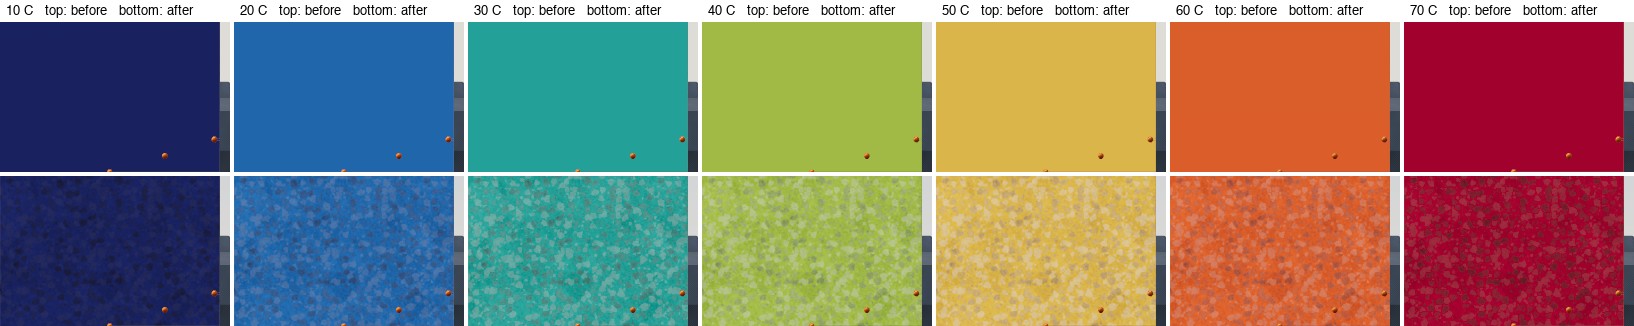 10 C top: before bottom: after
20 C top: before bottom: after
30 C top: before bottom: after
40 C top: before bottom: after
50 C top: before bottom: after
60 C top: before bottom: after
70 C top: before bottom: after